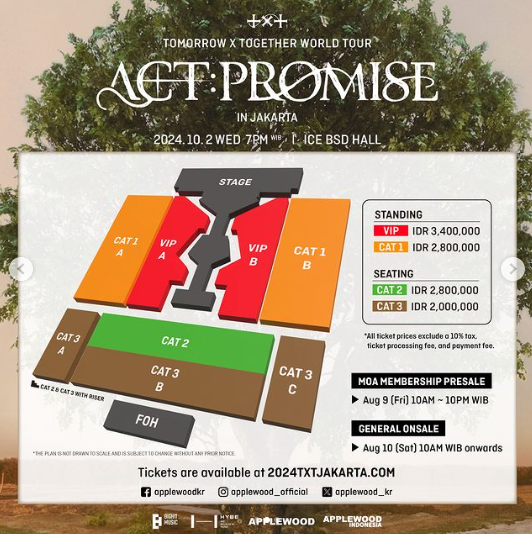 +×+
TOMORROW X TOGETHER WORLD TOUR
ACT:PROMISE
IN JAKARTA
2024.10.2 WED 7PM WIB · I. ICE BSD HALL
STAGE
CAT 1
A
VIP
A
VIP
B
CAT 1
B
CAT 2
CAT 3
A
CAT 3
B
CAT 3
C
CAT 2 & CAT 3 WITH RISER
FOH
STANDING
VIP IDR 3,400,000
CAT 1 IDR 2,800,000
SEATING
CAT 2 IDR 2,800,000
CAT 3 IDR 2,000,000
*All ticket prices exclude a 10% tax,
ticket processing fee, and payment fee.
MOA MEMBERSHIP PRESALE
▶ Aug 9 (Fri) 10AM ~ 10PM WIB
GENERAL ONSALE
▶ Aug 10 (Sat) 10AM WIB onwards
*THE PLAN IS NOT DRAWN TO SCALE AND IS SUBJECT TO CHANGE WITHOUT ANY PRIOR NOTICE.
Tickets are available at 2024TXTJAKARTA.COM
applewoodkr applewood_official applewood_kr
BIGHIT MUSIC HYBE APPLEWOOD APPLEWOOD INDONESIA